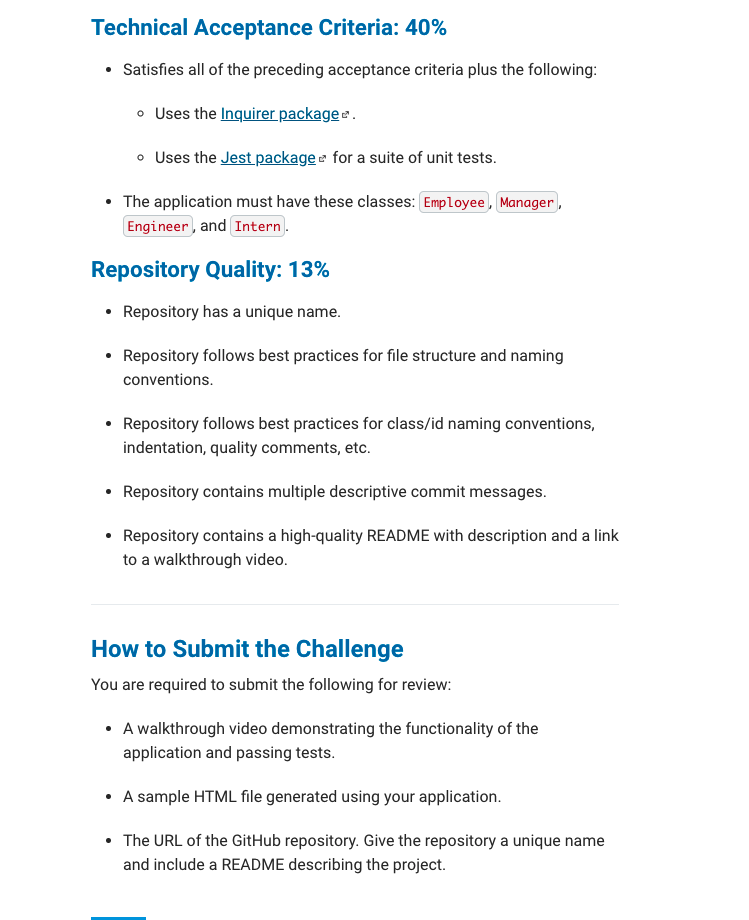 Technical Acceptance Criteria: 40%
• Satisfies all of the preceding acceptance criteria plus the following:
◦ Uses the Inquirer package.
◦ Uses the Jest package for a suite of unit tests.
• The application must have these classes: Employee, Manager,
Engineer, and Intern.
Repository Quality: 13%
• Repository has a unique name.
• Repository follows best practices for file structure and naming
conventions.
• Repository follows best practices for class/id naming conventions,
indentation, quality comments, etc.
• Repository contains multiple descriptive commit messages.
• Repository contains a high-quality README with description and a link
to a walkthrough video.
How to Submit the Challenge
You are required to submit the following for review:
• A walkthrough video demonstrating the functionality of the
application and passing tests.
• A sample HTML file generated using your application.
• The URL of the GitHub repository. Give the repository a unique name
and include a README describing the project.